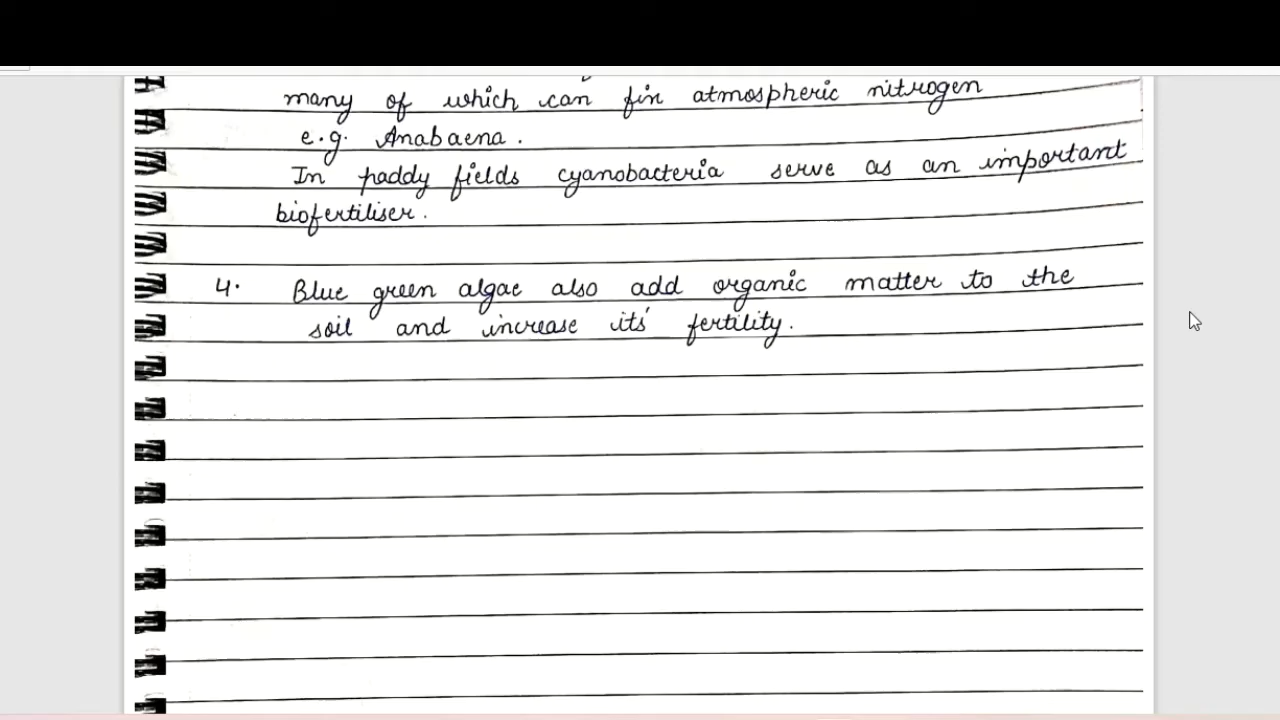 many of which can fin atmospheric nitrogen
e.g. Anabaena.
In paddy fields cyanobacteria serve as an important
biofertiliser.
4. Blue green algae also add organic matter to the
soil and increase its' fertility.